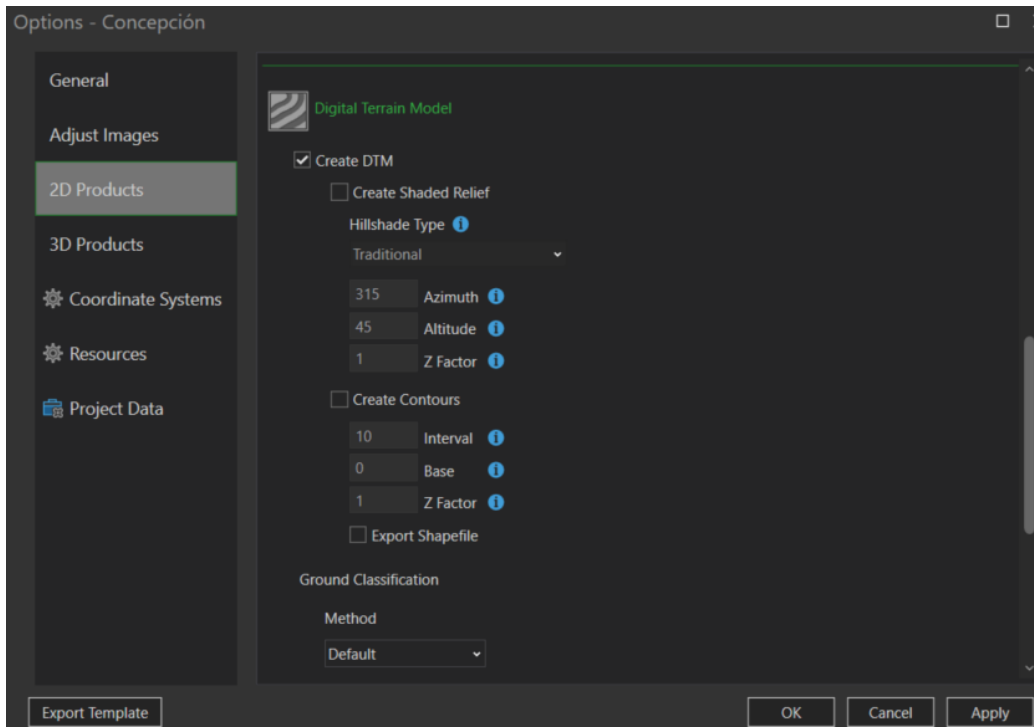 Options - Concepción
General
Adjust Images
2D Products
3D Products
Coordinate Systems
Resources
Project Data
Digital Terrain Model
Create DTM
Create Shaded Relief
Hillshade Type
Traditional
315 Azimuth
45 Altitude
1 Z Factor
Create Contours
10 Interval
0 Base
1 Z Factor
Export Shapefile
Ground Classification
Method
Default
Export Template
OK Cancel Apply